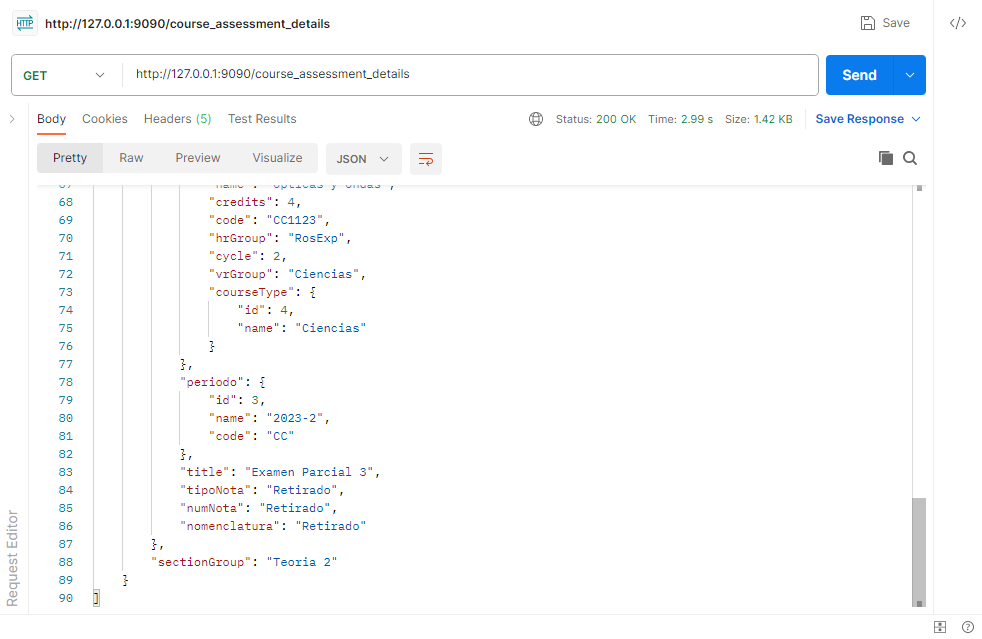 HTTP http://127.0.0.1:9090/course_assessment_details Save </>
GET http://127.0.0.1:9090/course_assessment_details Send
Body Cookies Headers (5) Test Results Status: 200 OK Time: 2.99 s Size: 1.42 KB Save Response
Pretty Raw Preview Visualize JSON
67 "name": "Opticas y Ondas",
68 "credits": 4,
69 "code": "CC1123",
70 "hrGroup": "RosExp",
71 "cycle": 2,
72 "vrGroup": "Ciencias",
73 "courseType": {
74 "id": 4,
75 "name": "Ciencias"
76 }
77 },
78 "periodo": {
79 "id": 3,
80 "name": "2023-2",
81 "code": "CC"
82 },
83 "title": "Examen Parcial 3",
84 "tipoNota": "Retirado",
85 "numNota": "Retirado",
86 "nomenclatura": "Retirado"
87 },
88 "sectionGroup": "Teoria 2"
89 }
90 ]
Request Editor